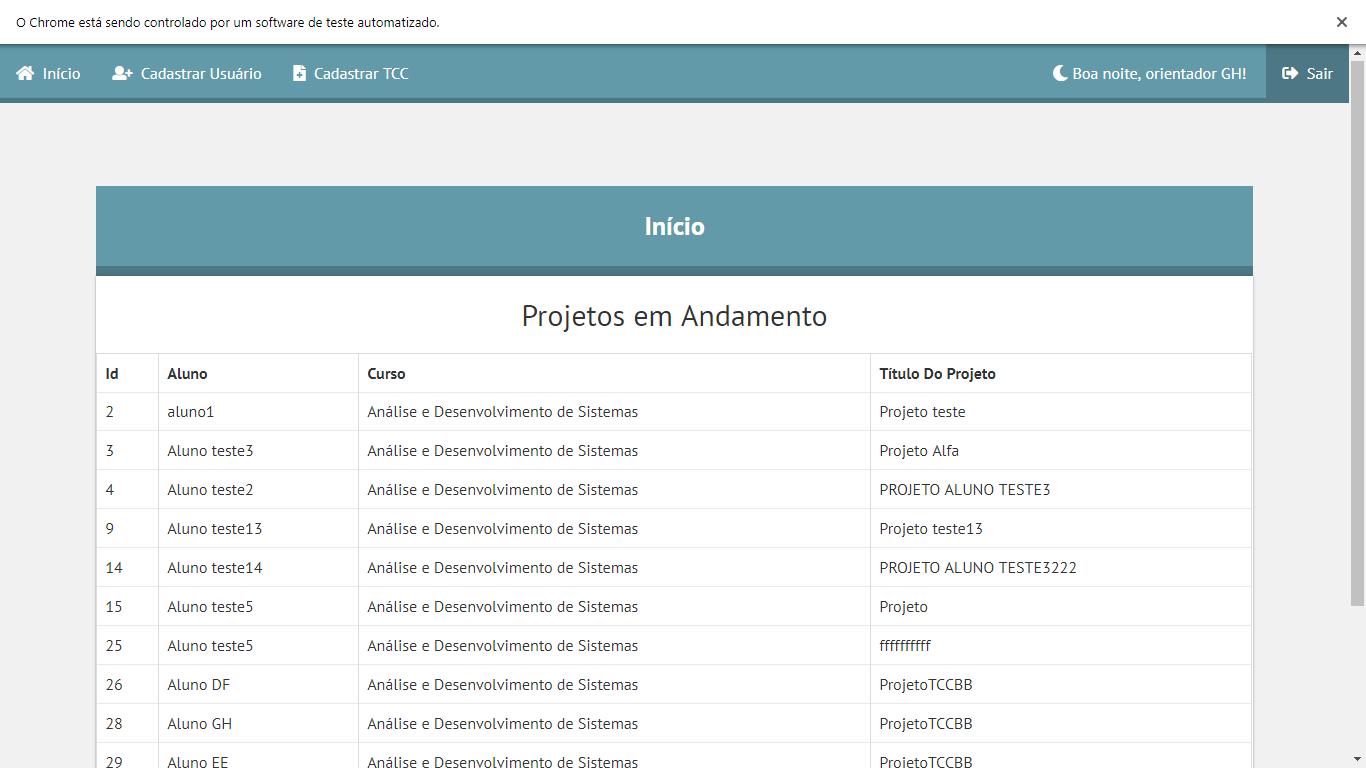 O Chrome está sendo controlado por um software de teste automatizado.
Início Cadastrar Usuário Cadastrar TCC Boa noite, orientador GH! Sair
Início
Projetos em Andamento
Id Aluno Curso Título Do Projeto
2 aluno1 Análise e Desenvolvimento de Sistemas Projeto teste
3 Aluno teste3 Análise e Desenvolvimento de Sistemas Projeto Alfa
4 Aluno teste2 Análise e Desenvolvimento de Sistemas PROJETO ALUNO TESTE3
9 Aluno teste13 Análise e Desenvolvimento de Sistemas Projeto teste13
14 Aluno teste14 Análise e Desenvolvimento de Sistemas PROJETO ALUNO TESTE3222
15 Aluno teste5 Análise e Desenvolvimento de Sistemas Projeto
25 Aluno teste5 Análise e Desenvolvimento de Sistemas ffffffffff
26 Aluno DF Análise e Desenvolvimento de Sistemas ProjetoTCCBB
28 Aluno GH Análise e Desenvolvimento de Sistemas ProjetoTCCBB
29 Aluno EE Análise e Desenvolvimento de Sistemas ProjetoTCCBB